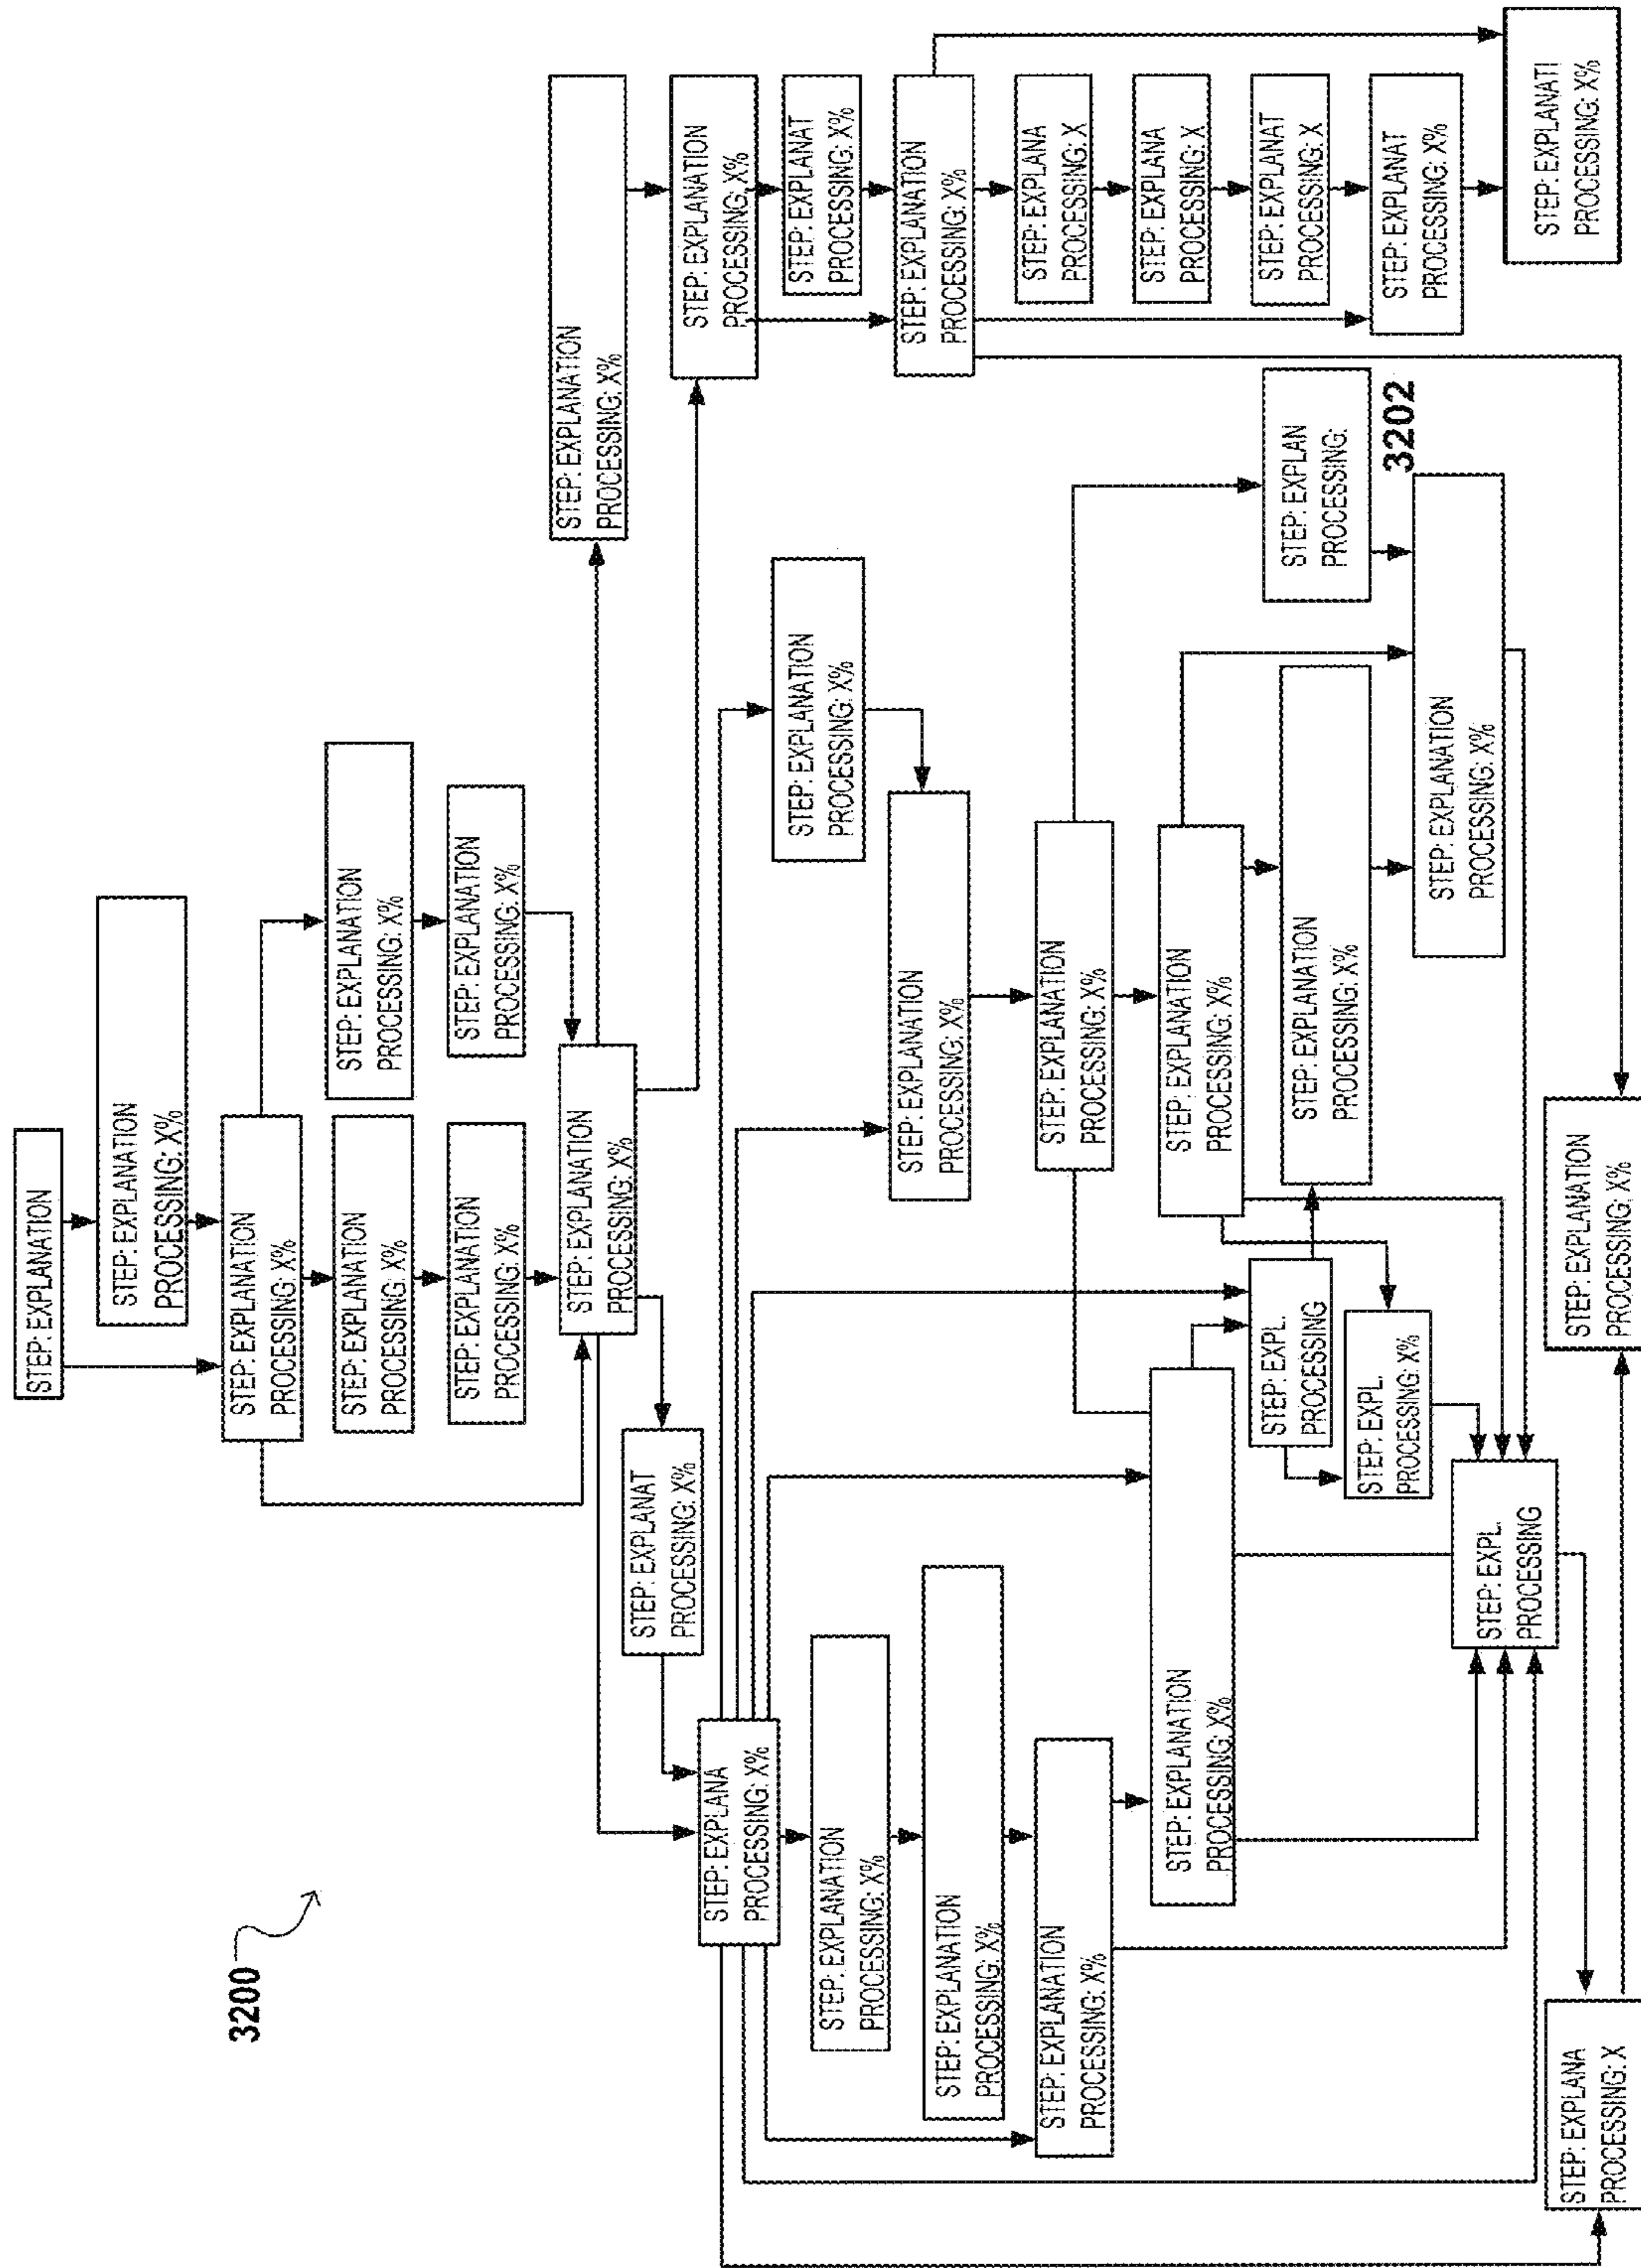 3200
STEP: EXPLANATION
STEP: EXPLANATION
PROCESSING: X%
STEP: EXPLANATION
PROCESSING: X%
STEP: EXPLANATION
PROCESSING: X%
STEP: EXPLANATION
PROCESSING: X%
STEP: EXPLANATION
PROCESSING: X%
STEP: EXPLANATION
PROCESSING: X%
STEP: EXPLANATION
PROCESSING: X%
STEP: EXPLANATION
PROCESSING: X%
STEP: EXPLANAT
PROCESSING: X%
STEP: EXPLANATION
PROCESSING: X%
STEP: EXPLANA
PROCESSING: X%
STEP: EXPLANATION
PROCESSING: X%
STEP: EXPLANAT
PROCESSING: X%
STEP: EXPLANATION
PROCESSING: X%
STEP: EXPLANATION
PROCESSING: X%
STEP: EXPLANATION
PROCESSING: X%
STEP: EXPLANATION
PROCESSING: X%
STEP: EXPLANA
PROCESSING: X
STEP: EXPLANATION
PROCESSING: X%
STEP: EXPLANATION
PROCESSING: X%
STEP: EXPLANA
PROCESSING: X
STEP: EXPLANATION
PROCESSING: X%
STEP: EXPLANATION
PROCESSING: X%
STEP: EXPLANAT
PROCESSING: X
STEP: EXPL.
PROCESSING
STEP: EXPLAN
PROCESSING:
STEP: EXPLANATION
PROCESSING: X%
STEP: EXPL.
PROCESSING: X%
STEP: EXPLANAT
PROCESSING: X%
3202
STEP: EXPLANATION
PROCESSING: X%
STEP: EXPL.
PROCESSING
STEP: EXPLANATI
PROCESSING: X%
STEP: EXPLANA
PROCESSING: X
STEP: EXPLANATION
PROCESSING: X%